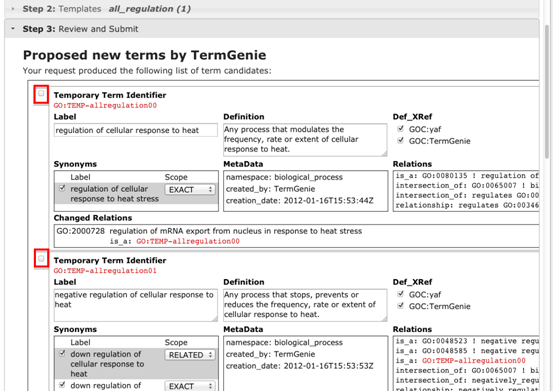 Step 2: Templates all_regulation (1)
Step 3: Review and Submit
Proposed new terms by TermGenie
Your request produced the following list of term candidates:
Temporary Term Identifier
GO:TEMP-allregulation00
Label
Definition
Def_XRef
regulation of cellular response to heat
Any process that modulates the
frequency, rate or extent of cellular
response to heat.
GOC:yaf
GOC:TermGenie
Synonyms
MetaData
Relations
Label
Scope
regulation of cellular
response to heat stress
EXACT
namespace: biological_process
created_by: TermGenie
creation_date: 2012-01-16T15:53:44Z
is_a: GO:0080135 ! regulation of
intersection_of: GO:0065007 ! bi
intersection_of: regulates GO:00
relationship: regulates GO:00346
Changed Relations
GO:2000728 regulation of mRNA export from nucleus in response to heat stress
is_a: GO:TEMP-allregulation00
Temporary Term Identifier
GO:TEMP-allregulation01
Label
Definition
Def_XRef
negative regulation of cellular response to
heat
Any process that stops, prevents or
reduces the frequency, rate or extent of
cellular response to heat.
GOC:yaf
GOC:TermGenie
Synonyms
MetaData
Relations
Label
Scope
down regulation of
cellular response to
heat
RELATED
down regulation of
EXACT
namespace: biological_process
created_by: TermGenie
creation_date: 2012-01-16T15:53:53Z
is_a: GO:0048523 ! negative regu
is_a: GO:0048585 ! negative regu
is_a: GO:TEMP-allregulation00
intersection_of: GO:0065007 ! bi
intersection_of: negatively_regu
relationship: negatively_regulat